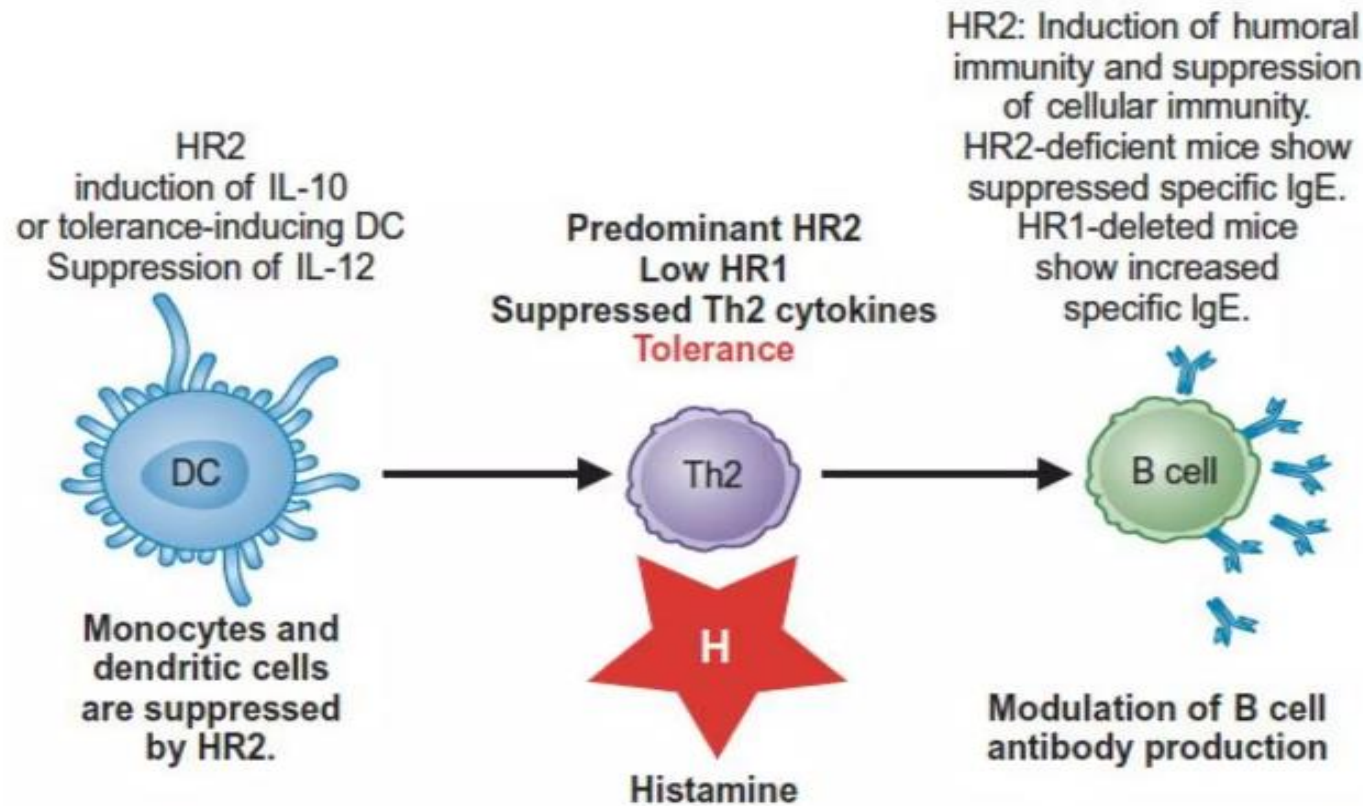 HR2
induction of IL-10
or tolerance-inducing DC
Suppression of IL-12
DC
Monocytes and
dendritic cells
are suppressed
by HR2.
Predominant HR2
Low HR1
Suppressed Th2 cytokines
Tolerance
Th2
H
Histamine
HR2: Induction of humoral
immunity and suppression
of cellular immunity.
HR2-deficient mice show
suppressed specific IgE.
HR1-deleted mice
show increased
specific IgE.
B cell
Modulation of B cell
antibody production